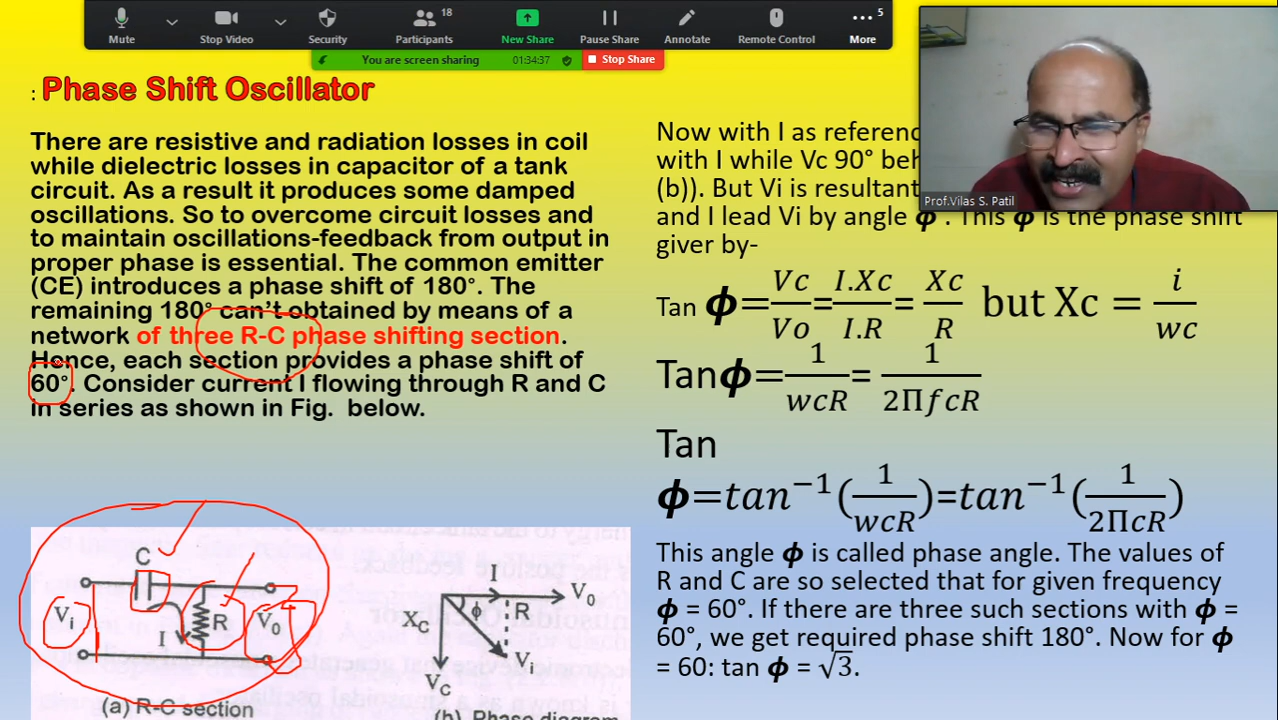 Mute
Stop Video
Security
18
Participants
New Share
Pause Share
Annotate
Remote Control
5
More
You are screen sharing
01:34:37
Stop Share
: Phase Shift Oscillator
There are resistive and radiation losses in coil
while dielectric losses in capacitor of a tank
circuit. As a result it produces some damped
oscillations. So to overcome circuit losses and
to maintain oscillations-feedback from output in
proper phase is essential. The common emitter
(CE) introduces a phase shift of 180°. The
remaining 180° can't obtained by means of a
network of three R-C phase shifting section.
Hence, each section provides a phase shift of
60°. Consider current I flowing through R and C
in series as shown in Fig. below.
C
Vi
I
R
V0
(a) R-C section
I
V0
ϕ
R
XC
Vi
VC
(b) Phase diagram
Now with I as
with I while Vc 90°
(b)). But Vi is resultant
and I lead Vi by angle ϕ . This ϕ is the phase shift
giver by-
Tan ϕ=Vc/Vo=I.Xc/I.R=Xc/R but Xc = i/wc
Tanϕ=1/wcR=1/2ΠfcR
Tan
ϕ=tan⁻¹(1/wcR)=tan⁻¹(1/2ΠcR)
This angle ϕ is called phase angle. The values of
R and C are so selected that for given frequency
ϕ = 60°. If there are three such sections with ϕ =
60°, we get required phase shift 180°. Now for ϕ
= 60: tan ϕ = √3.
Prof.Vilas S. Patil